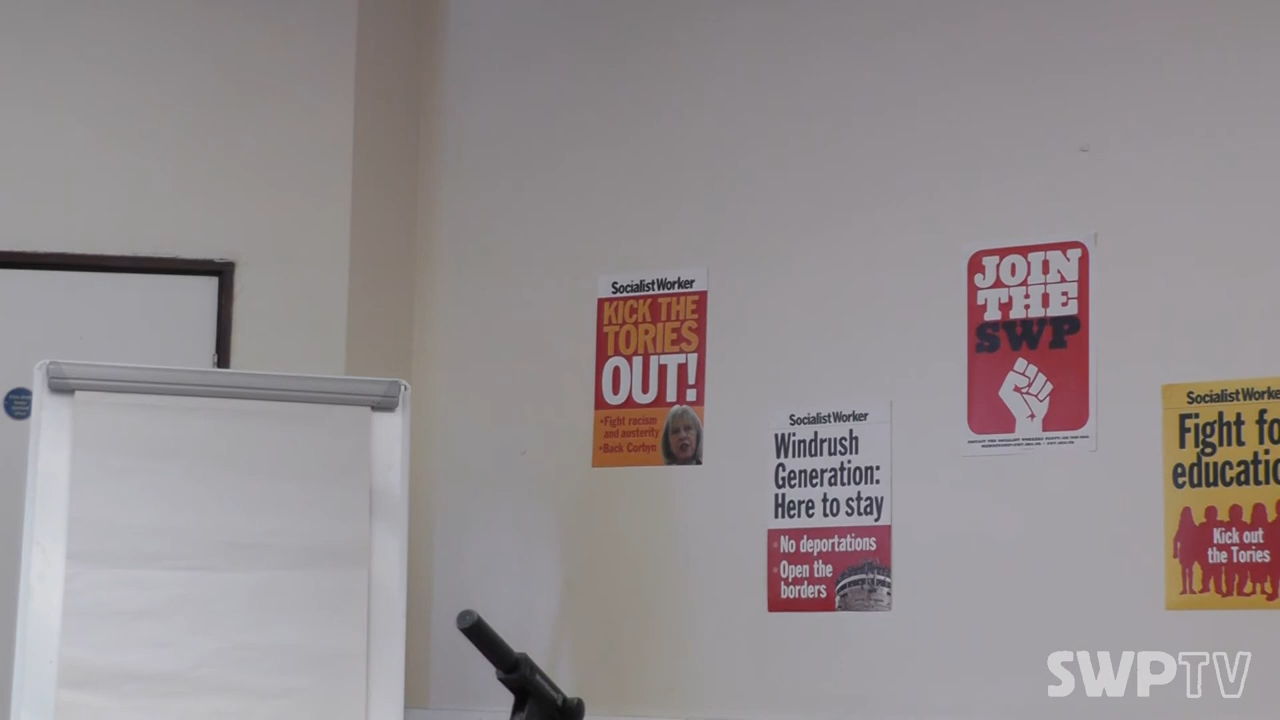 Socialist Worker
KICK THE
TORIES
OUT!
• Fight racism
and austerity
• Back Corbyn
Socialist Worker
Windrush
Generation:
Here to stay
• No deportations
• Open the
borders
JOIN
THE
SWP
Socialist Worke
Fight fo
educatio
Kick out
the Tories
SWPTV